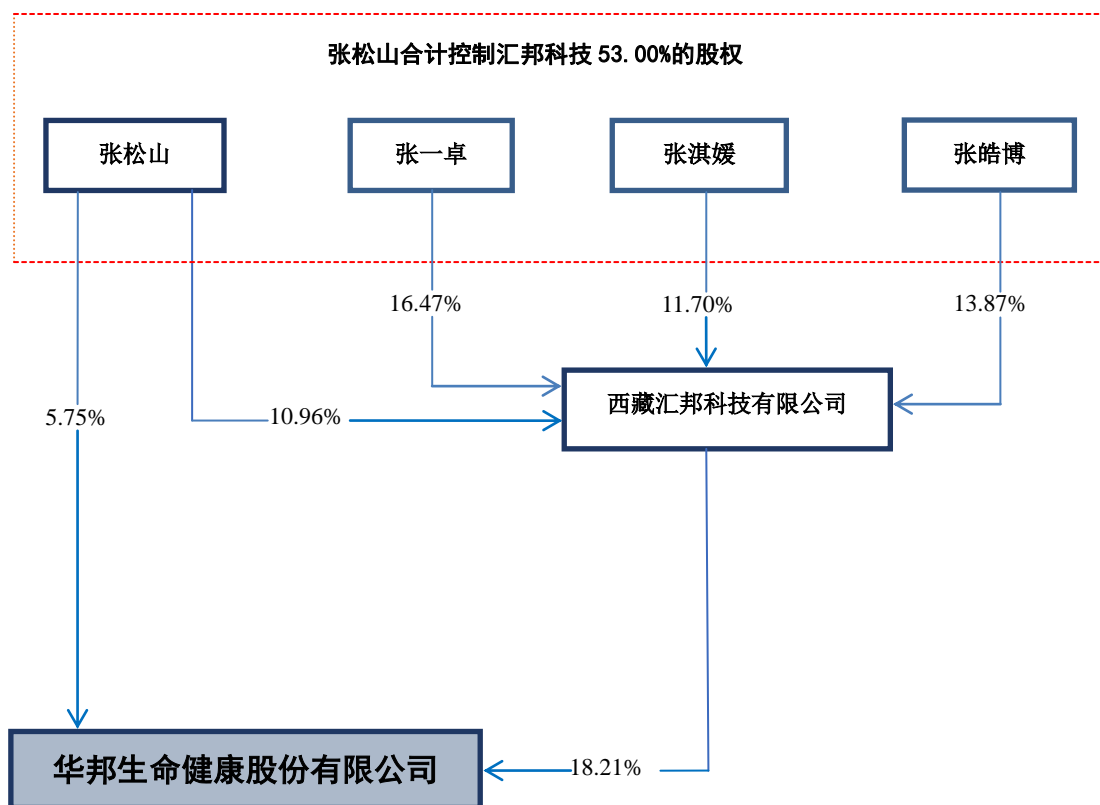 张松山合计控制汇邦科技 53.00%的股权
张松山
张一卓
张淇媛
张皓博
16.47%
11.70%
13.87%
西藏汇邦科技有限公司
5.75%
10.96%
华邦生命健康股份有限公司
18.21%